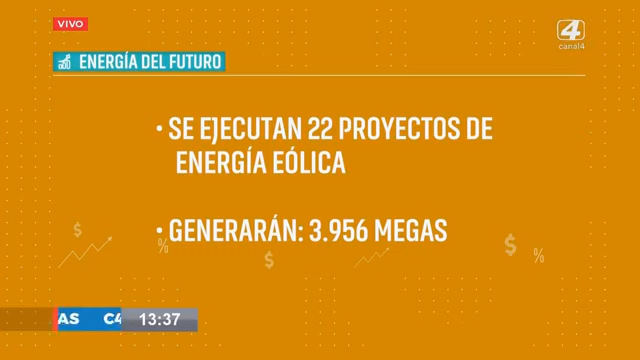 VIVO
4
canal4
ENERGÍA DEL FUTURO
• SE EJECUTAN 22 PROYECTOS DE
ENERGÍA EÓLICA
• GENERARÁN: 3.956 MEGAS
$
%
$
$
%
AS C4
13:37